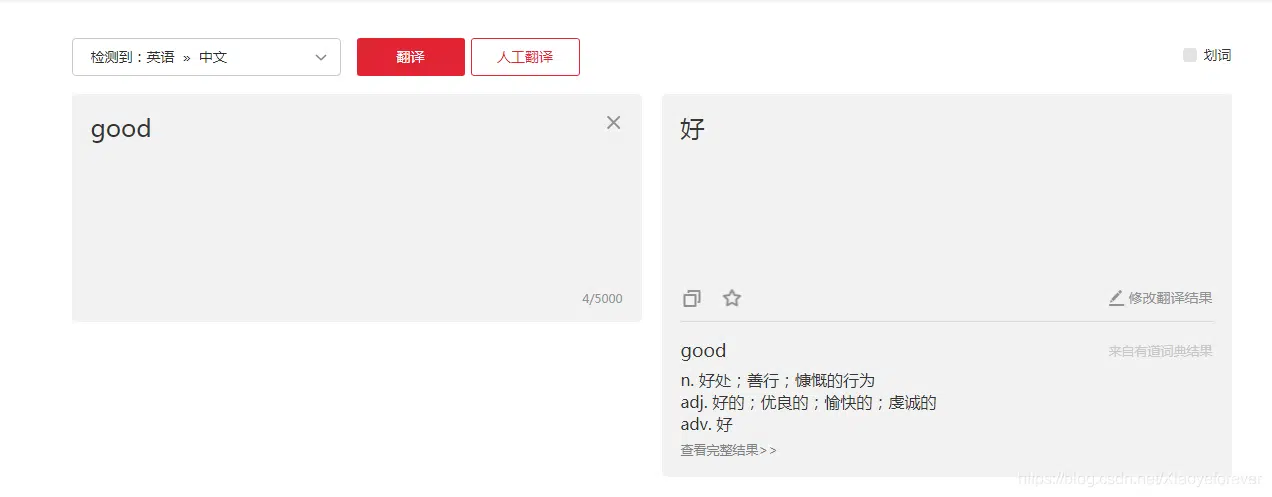 检测到：英语 » 中文
翻译
人工翻译
划词
good
好
4/5000
修改翻译结果
good
来自有道词典结果
n. 好处；善行；慷慨的行为
adj. 好的；优良的；愉快的；虔诚的
adv. 好
查看完整结果>>
https://blog.csdn.net/Xiabyeforever